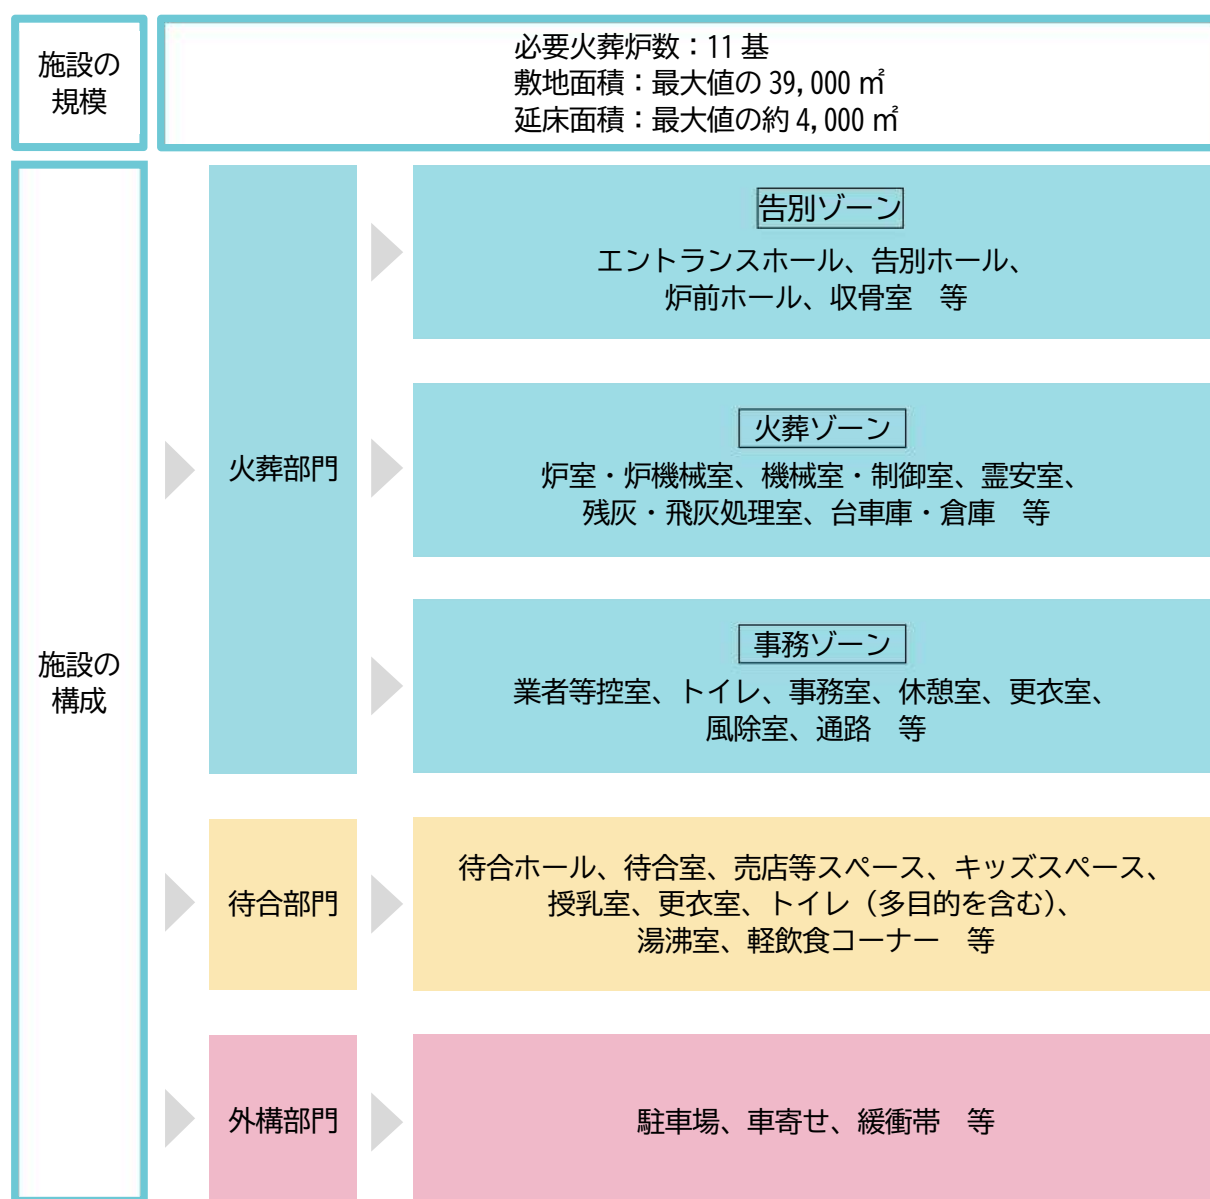 施設の
規模
必要火葬炉数：11 基
敷地面積：最大値の 39,000 ㎡
延床面積：最大値の約 4,000 ㎡
施設の
構成
火葬部門
告別ゾーン
エントランスホール、告別ホール、
炉前ホール、収骨室　等
火葬ゾーン
炉室・炉機械室、機械室・制御室、霊安室、
残灰・飛灰処理室、台車庫・倉庫　等
事務ゾーン
業者等控室、トイレ、事務室、休憩室、更衣室、
風除室、通路　等
待合部門
待合ホール、待合室、売店等スペース、キッズスペース、
授乳室、更衣室、トイレ（多目的を含む）、
湯沸室、軽飲食コーナー　等
外構部門
駐車場、車寄せ、緩衝帯　等